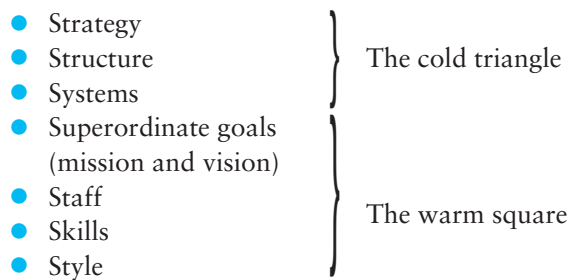 Strategy
Structure
Systems
The cold triangle
Superordinate goals
(mission and vision)
Staff
Skills
Style
The warm square